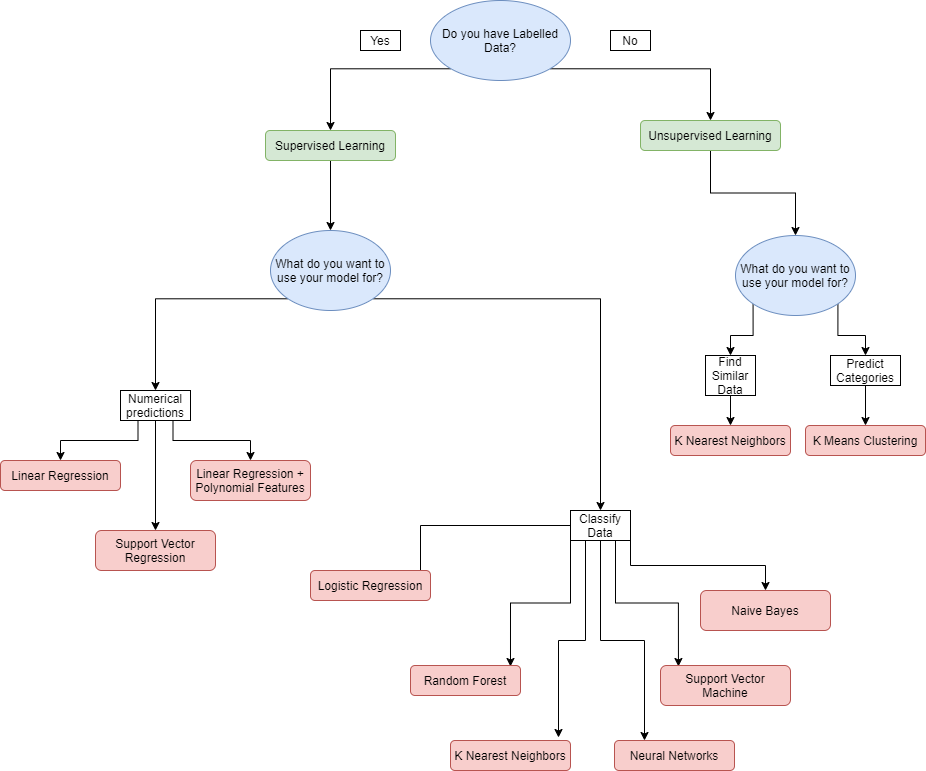 Do you have Labelled
Data?
Yes
No
Supervised Learning
Unsupervised Learning
What do you want to
use your model for?
What do you want to
use your model for?
Find
Similar
Data
Predict
Categories
Numerical
predictions
K Nearest Neighbors
K Means Clustering
Linear Regression
Linear Regression +
Polynomial Features
Support Vector
Regression
Classify
Data
Logistic Regression
Naive Bayes
Random Forest
Support Vector
Machine
K Nearest Neighbors
Neural Networks